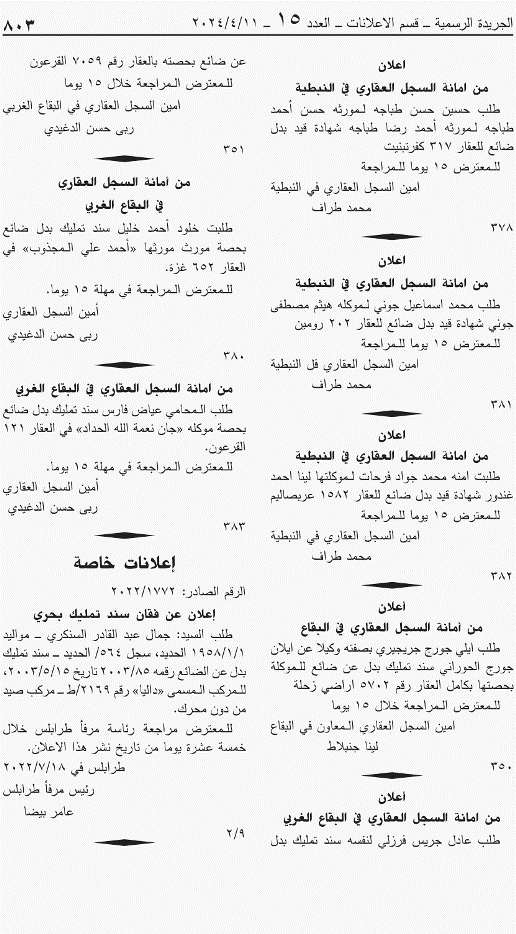 الجريدة الرسمية ــ قسم الاعلانات ــ العدد ١٥ ــ ٢٠٢٤/٤/١١
٨٠٣
اعلان
من امانة السجل العقاري في النبطية
طلب حسين حسن طباجه لمورثه حسن أحمد
طباجه لمورثه أحمد رضا طباجه شهادة قيد بدل
ضائع للعقار ٣١٧ كفرنبنيت
للمعترض ١٥ يوما للمراجعة
امين السجل العقاري في النبطية
محمد طراف
٣٧٨
اعلان
من امانة السجل العقاري في النبطية
طلب محمد اسماعيل جوني لموكله هيثم مصطفى
جوني شهادة قيد بدل ضائع للعقار ٢٠٢ رومين
للمعترض ١٥ يوما للمراجعة
امين السجل العقاري فل النبطية
محمد طراف
٣٨١
اعلان
من امانة السجل العقاري في النبطية
طلبت امنه محمد جواد فرحات لموكلتها لينا احمد
غندور شهادة قيد بدل ضائع للعقار ١٥٨٢ عربصاليم
للمعترض ١٥ يوما للمراجعة
امين السجل العقاري في النبطية
محمد طراف
٣٨٢
أعلان
من أمانة السجل العقاري في البقاع
طلب ايلي جورج جريجيري بصفته وكيلا عن ايلان
جورج الحوراني سند تمليك بدل عن ضائع للموكلة
بحصتها بكامل العقار رقم ٥٧٠٢ اراضي زحلة
للمعترض المراجعة خلال ١٥ يوما
امين السجل العقاري المعاون في البقاع
لينا جنبلاط
٣٥٠
أعلان
من امانة السجل العقاري في البقاع الغربي
طلب عادل جريس فرزلي لنفسه سند تمليك بدل
عن ضائع بحصته بالعقار رقم ٧٠٥٩ القرعون
للمعترض المراجعة خلال ١٥ يوما
امين السجل العقاري في البقاع الغربي
ربى حسن الدغيدي
٣٥١
من أمانة السجل العقاري
في البقاع الغربي
طلبت خلود أحمد خليل سند تمليك بدل ضائع
بحصة مورث مورثها «أحمد علي المجذوب» في
العقار ٦٥٢ غزة.
للمعترض المراجعة في مهلة ١٥ يوما.
أمين السجل العقاري
ربى حسن الدغيدي
٣٨٠
من امانة السجل العقاري في البقاع الغربي
طلب المحامي عياض فارس سند تمليك بدل ضائع
بحصة موكله «جان نعمة الله الحداد» في العقار ١٢١
القرعون.
للمعترض المراجعة في مهلة ١٥ يوما.
أمين السجل العقاري
ربى حسن الدغيدي
٣٨٣
إعلانات خاصة
الرقم الصادر: ٢٠٢٢/١٧٧٢
إعلان عن فقان سند تمليك بحري
طلب السيد: جمال عبد القادر السنكري ــ مواليد
١٩٥٨/١/١ الحديد، سجل ٥٦٤/ الحديد ــ سند تمليك
بدل عن الضائع رقمه ٢٠٠٣/٨٥ تاريخ ٢٠٠٣/٥/١٥،
للمركب المسمى «داليا» رقم ٢١٦٩/ط ــ مركب صيد
من دون محرك.
للمعترض مراجعة رئاسة مرفأ طرابلس خلال
خمسة عشرة يوما من تاريخ نشر هذا الاعلان.
طرابلس في ٢٠٢٢/٧/١٨
رئيس مرفأ طرابلس
عامر بيضا
٢/٩